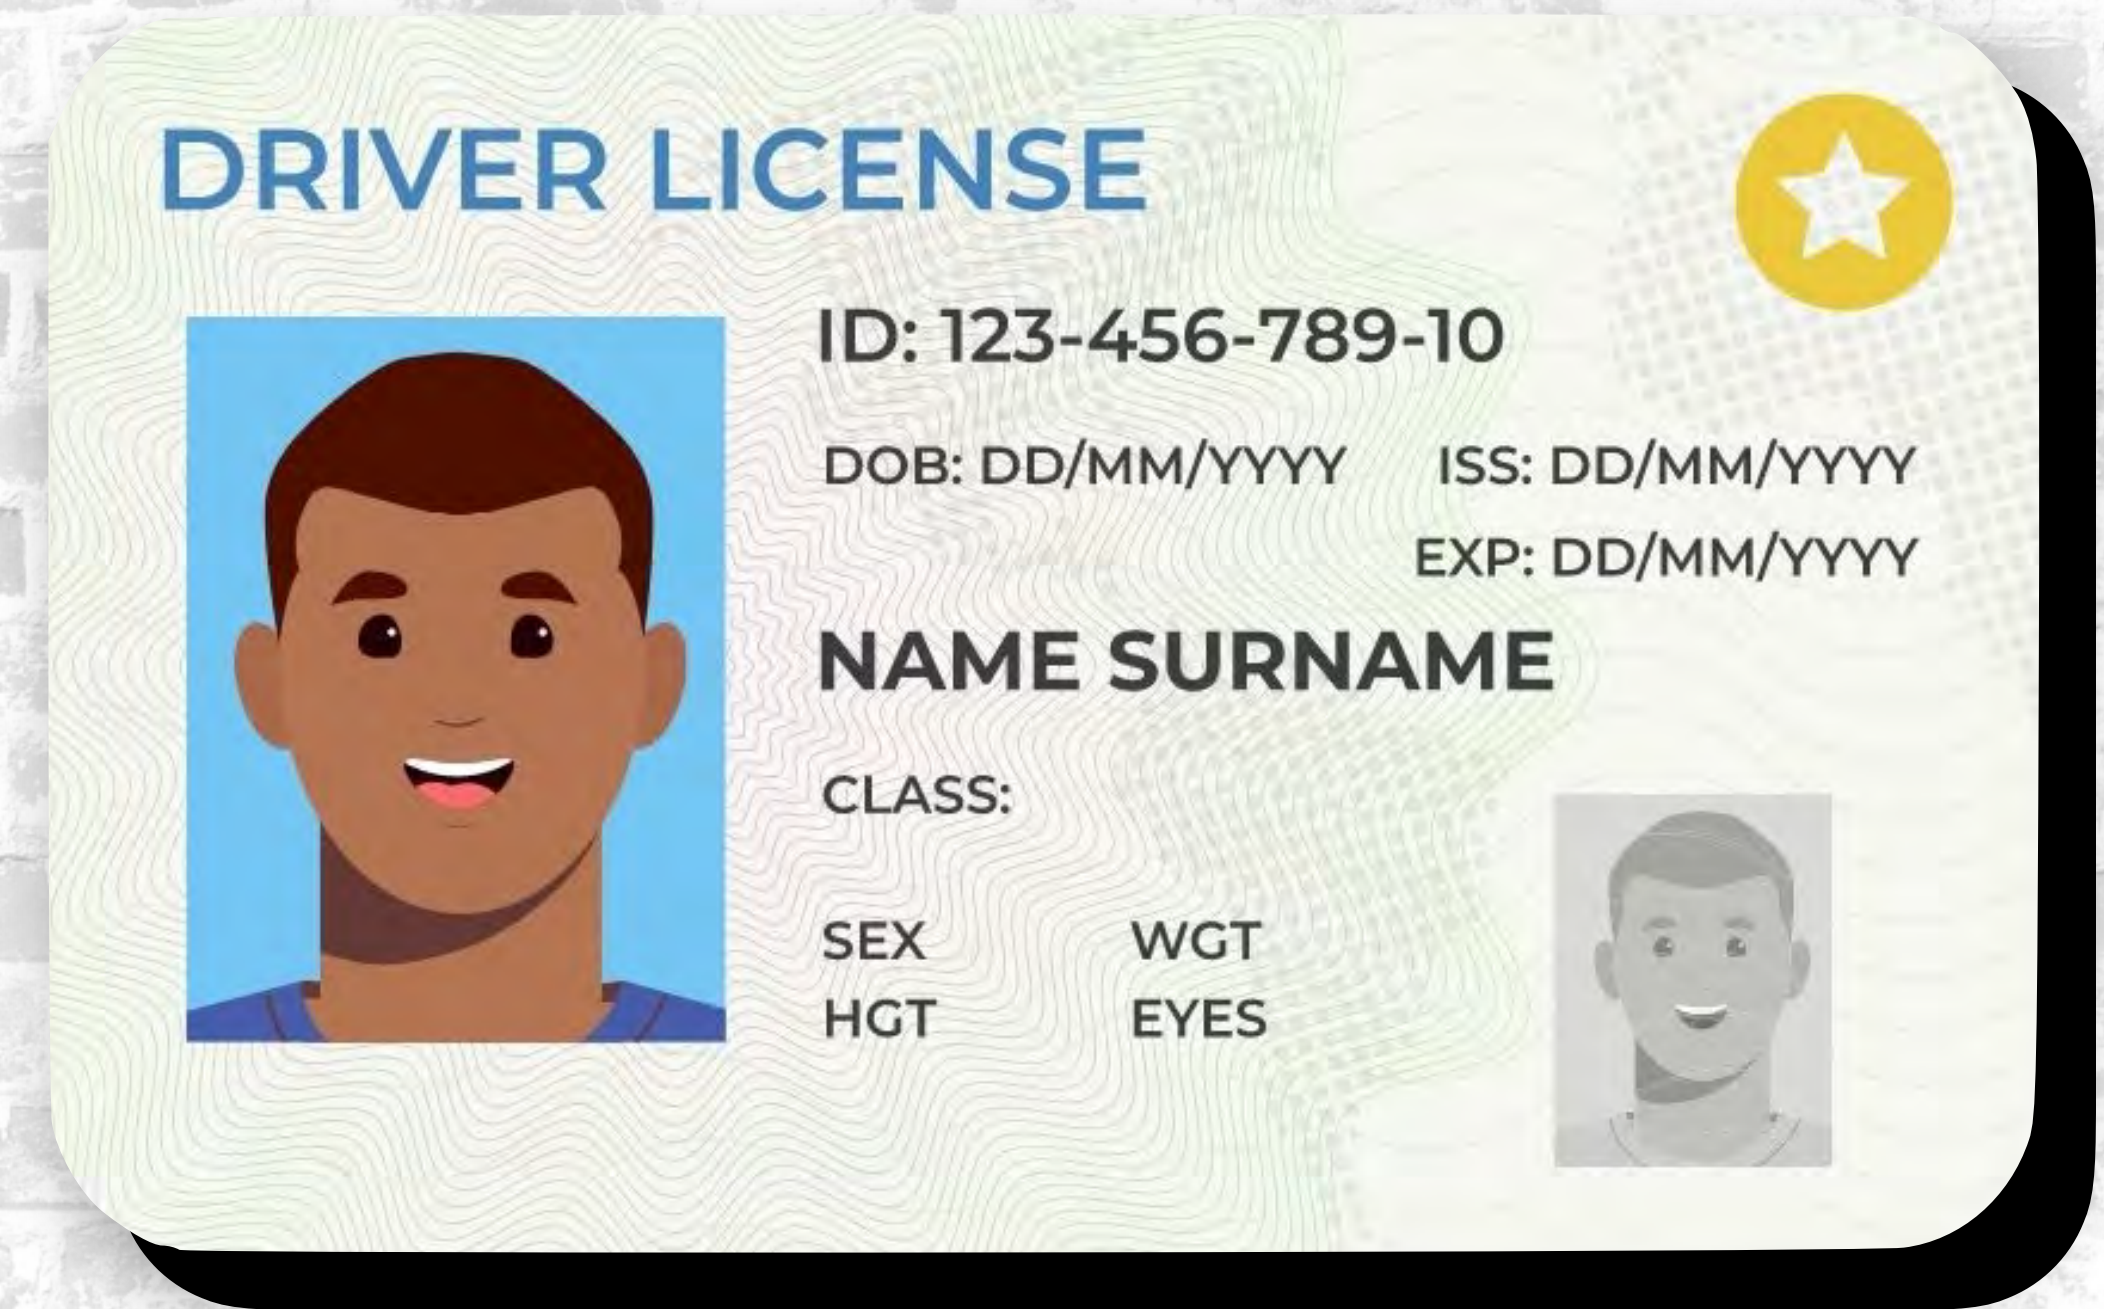 DRIVER LICENSE
ID: 123-456-789-10
DOB: DD/MM/YYYY ISS: DD/MM/YYYY
EXP: DD/MM/YYYY
NAME SURNAME
CLASS:
SEX WGT
HGT EYES